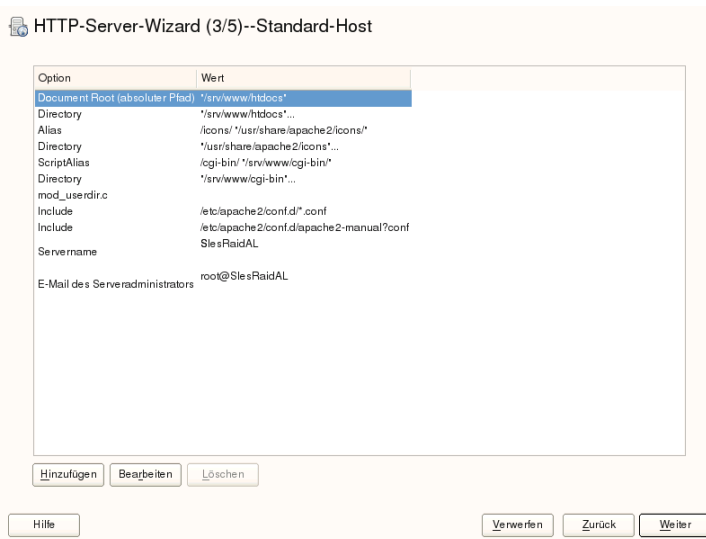 HTTP-Server-Wizard (3/5)--Standard-Host
Option Wert
Document Root (absoluter Pfad) "/srv/www/htdocs"
Directory "/srv/www/htdocs"...
Alias /icons/ "/usr/share/apache2/icons/"
Directory "/usr/share/apache2/icons"...
ScriptAlias /cgi-bin/ "/srv/www/cgi-bin/"
Directory "/srv/www/cgi-bin"...
mod_userdir.c
Include /etc/apache2/conf.d/*.conf
Include /etc/apache2/conf.d/apache2-manual?conf
Servername SlesRaidAL
E-Mail des Serveradministrators root@SlesRaidAL
Hinzufügen Bearbeiten Löschen
Hilfe Verwerfen Zurück Weiter